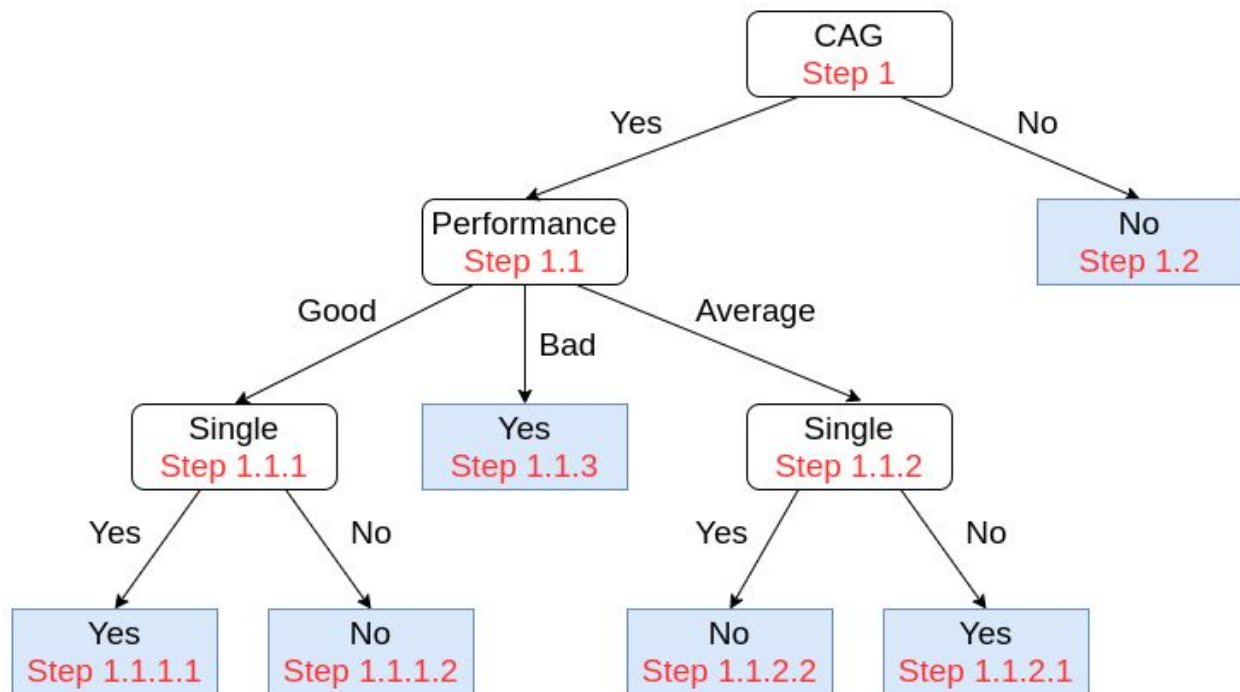 CAG
Step 1
Yes
No
Performance
Step 1.1
No
Step 1.2
Good
Bad
Average
Single
Step 1.1.1
Yes
Step 1.1.3
Single
Step 1.1.2
Yes
No
Yes
No
Yes
Step 1.1.1.1
No
Step 1.1.1.2
No
Step 1.1.2.2
Yes
Step 1.1.2.1